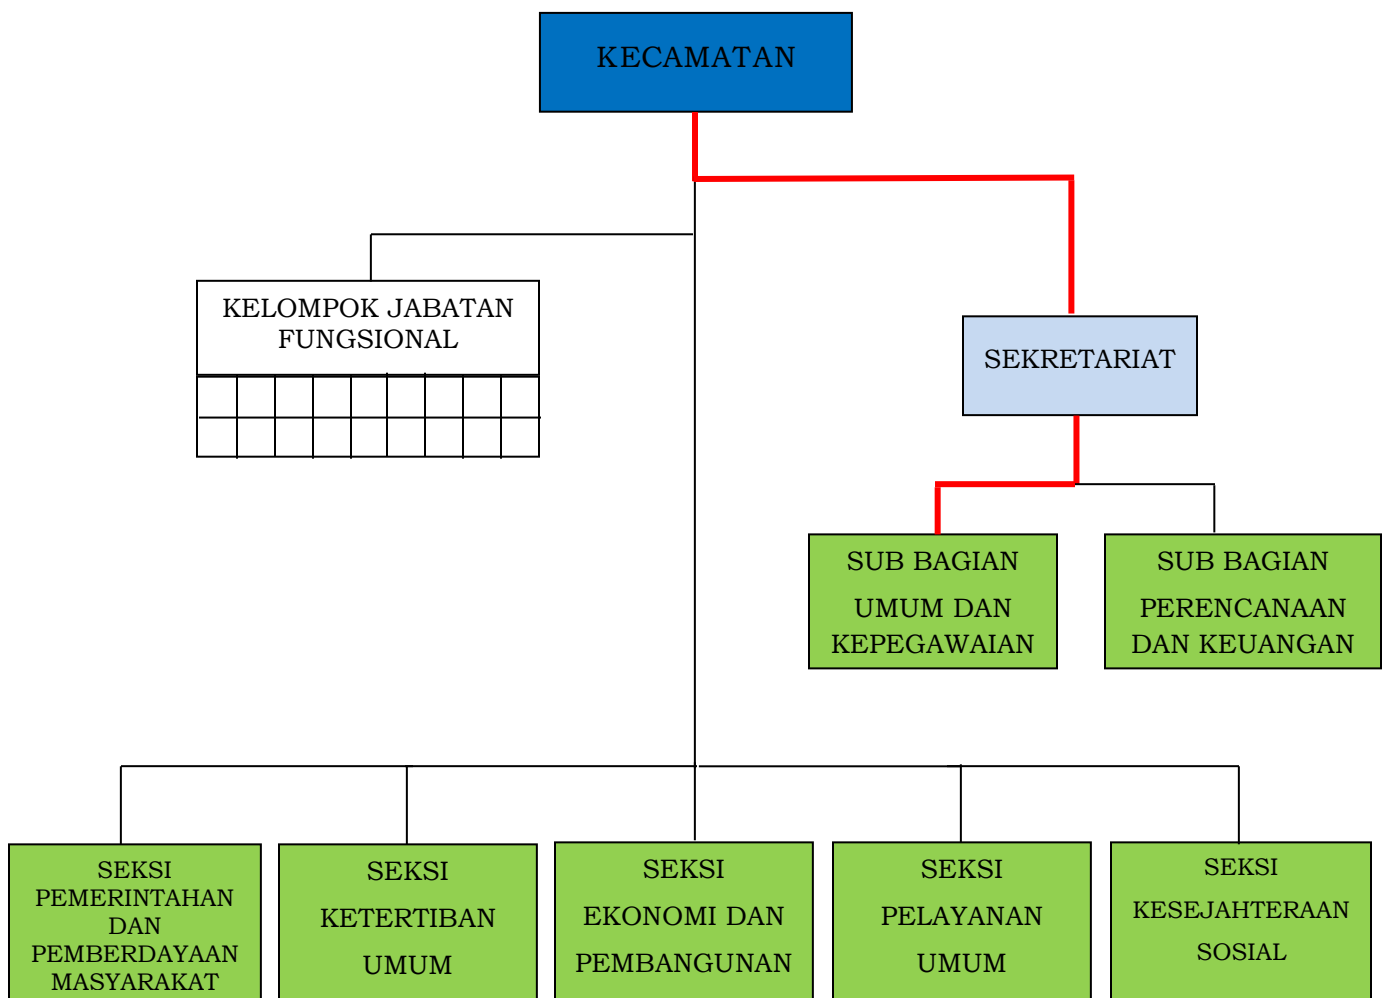 KECAMATAN
KELOMPOK JABATAN
FUNGSIONAL
SEKRETARIAT
SUB BAGIAN
UMUM DAN
KEPEGAWAIAN
SUB BAGIAN
PERENCANAAN
DAN KEUANGAN
SEKSI
PEMERINTAHAN
DAN
PEMBERDAYAAN
MASYARAKAT
SEKSI
KETERTIBAN
UMUM
SEKSI
EKONOMI DAN
PEMBANGUNAN
SEKSI
PELAYANAN
UMUM
SEKSI
KESEJAHTERAAN
SOSIAL